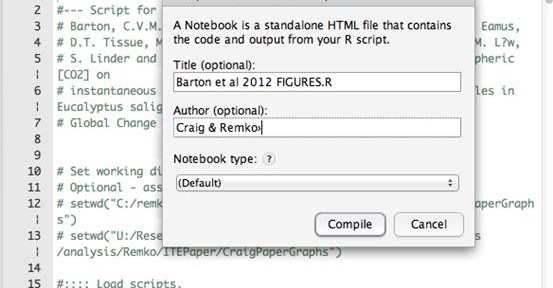 2 #--- Script for
3 # Barton, C.V.M. Eamus,
4 # D.T. Tissue, M M. L?w,
5 # S. Linder and pheric
! [CO2] on
6 # instantaneous les in
! Eucalyptus salig
7 # Global Change
8
9
10 # Set working di
11 # Optional - ass
12 # setwd("C:/remk aperGraph
! s")
13 # setwd("U:/Rese s
! /analysis/Remko/ITEPaper/CraigPaperGraphs")
14
15 #:::: Load scripts.
A Notebook is a standalone HTML file that contains
the code and output from your R script.
Title (optional):
Barton et al 2012 FIGURES.R
Author (optional):
Craig & Remko
Notebook type: ?
(Default)
Compile Cancel